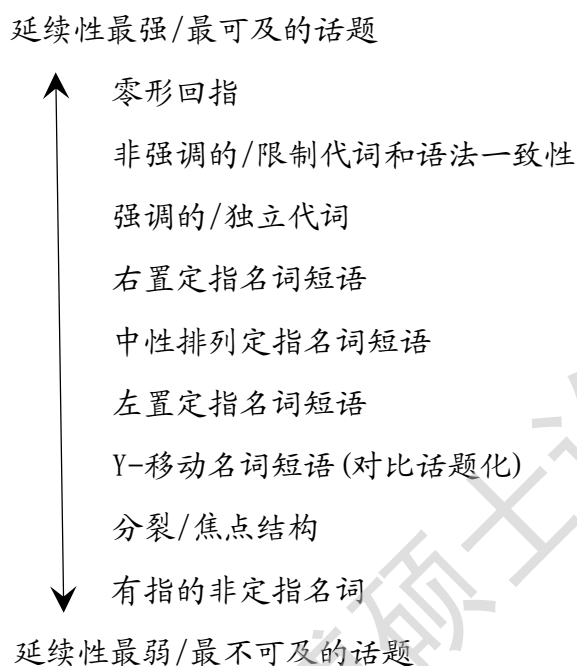 延续性最强/最可及的话题
零形回指
非强调的/限制代词和语法一致性
强调的/独立代词
右置定指名词短语
中性排列定指名词短语
左置定指名词短语
Y-移动名词短语(对比话题化)
分裂/焦点结构
有指的非定指名词
延续性最弱/最不可及的话题
硕士